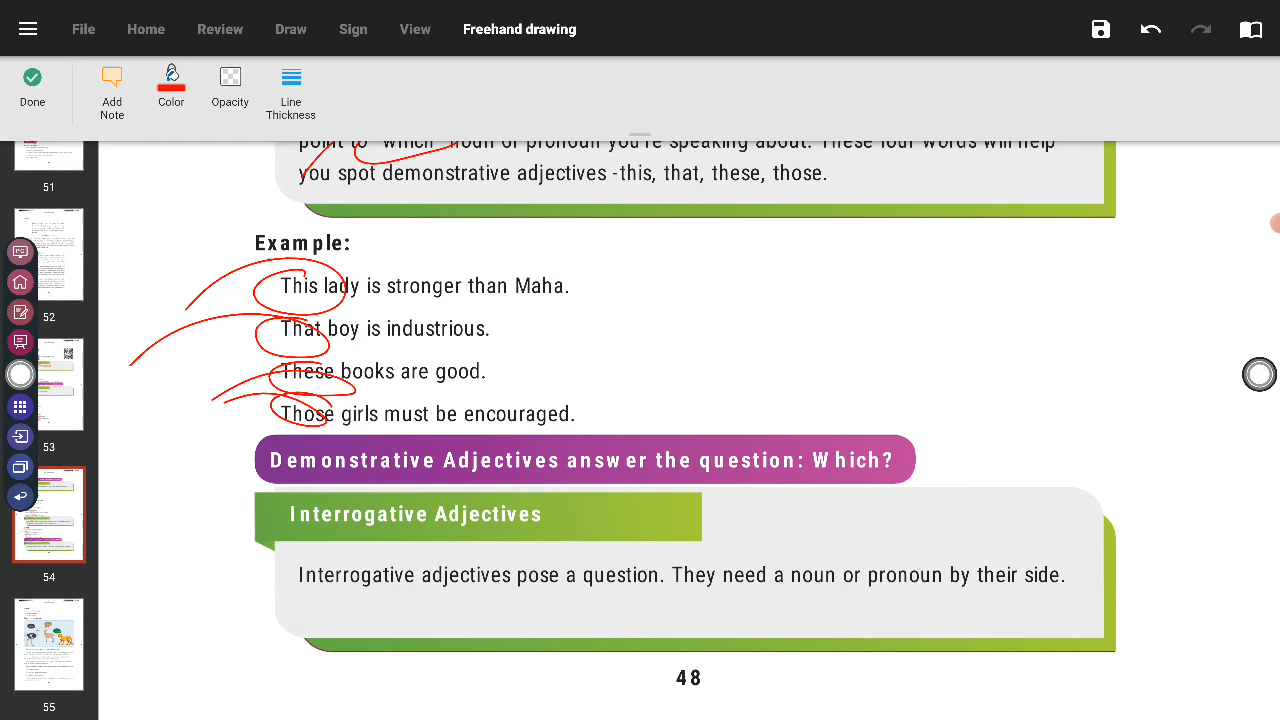 File Home Review Draw Sign View Freehand drawing
Done
Add Note
Color
Opacity
Line Thickness
point to "which" noun or pronoun you're speaking about. These four words will help
you spot demonstrative adjectives -this, that, these, those.
Example:
This lady is stronger than Maha.
That boy is industrious.
These books are good.
Those girls must be encouraged.
Demonstrative Adjectives answer the question: Which?
Interrogative Adjectives
Interrogative adjectives pose a question. They need a noun or pronoun by their side.
48
51
52
53
54
55
PC